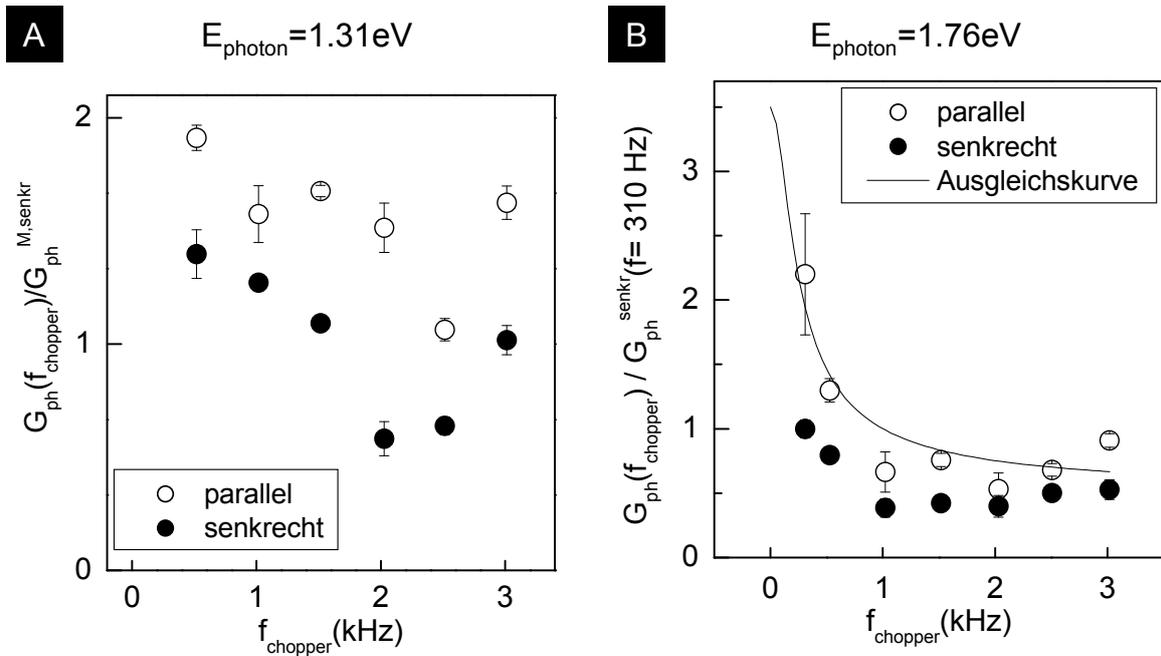 A
E_photon=1.31eV
G_ph(f_chopper)/G_ph^M,senkr
2
1
0
parallel
senkrecht
0 1 2 3
f_chopper(kHz)
B
E_photon=1.76eV
G_ph(f_chopper) / G_ph^senkr(f= 310 Hz)
parallel
senkrecht
Ausgleichskurve
3
2
1
0
0 1 2 3
f_chopper(kHz)